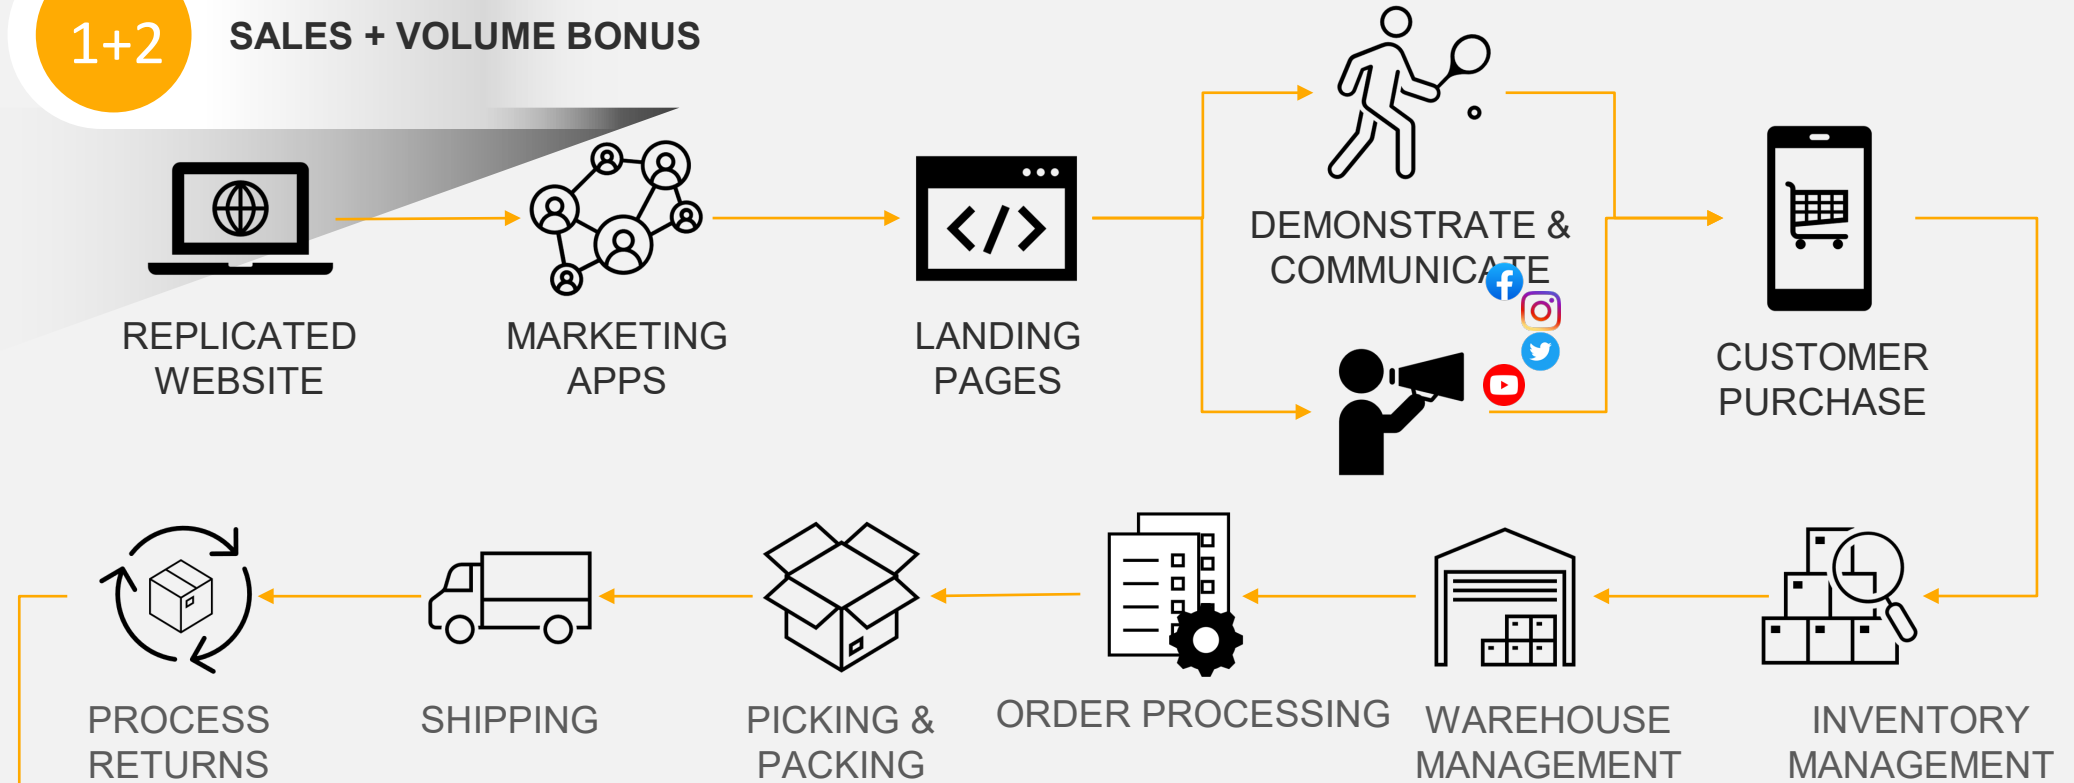 1+2
SALES + VOLUME BONUS
REPLICATED
WEBSITE
MARKETING
APPS
LANDING
PAGES
DEMONSTRATE &
COMMUNICATE
CUSTOMER
PURCHASE
PROCESS
RETURNS
SHIPPING
PICKING &
PACKING
ORDER PROCESSING
WAREHOUSE
MANAGEMENT
INVENTORY
MANAGEMENT